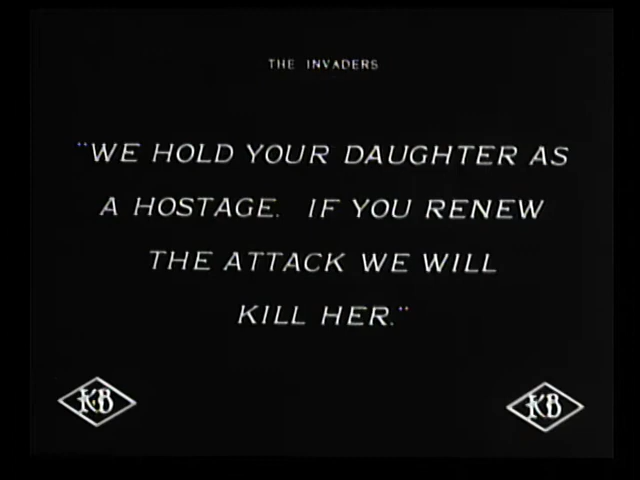 THE INVADERS
"WE HOLD YOUR DAUGHTER AS
A HOSTAGE. IF YOU RENEW
THE ATTACK WE WILL
KILL HER."
KB KB